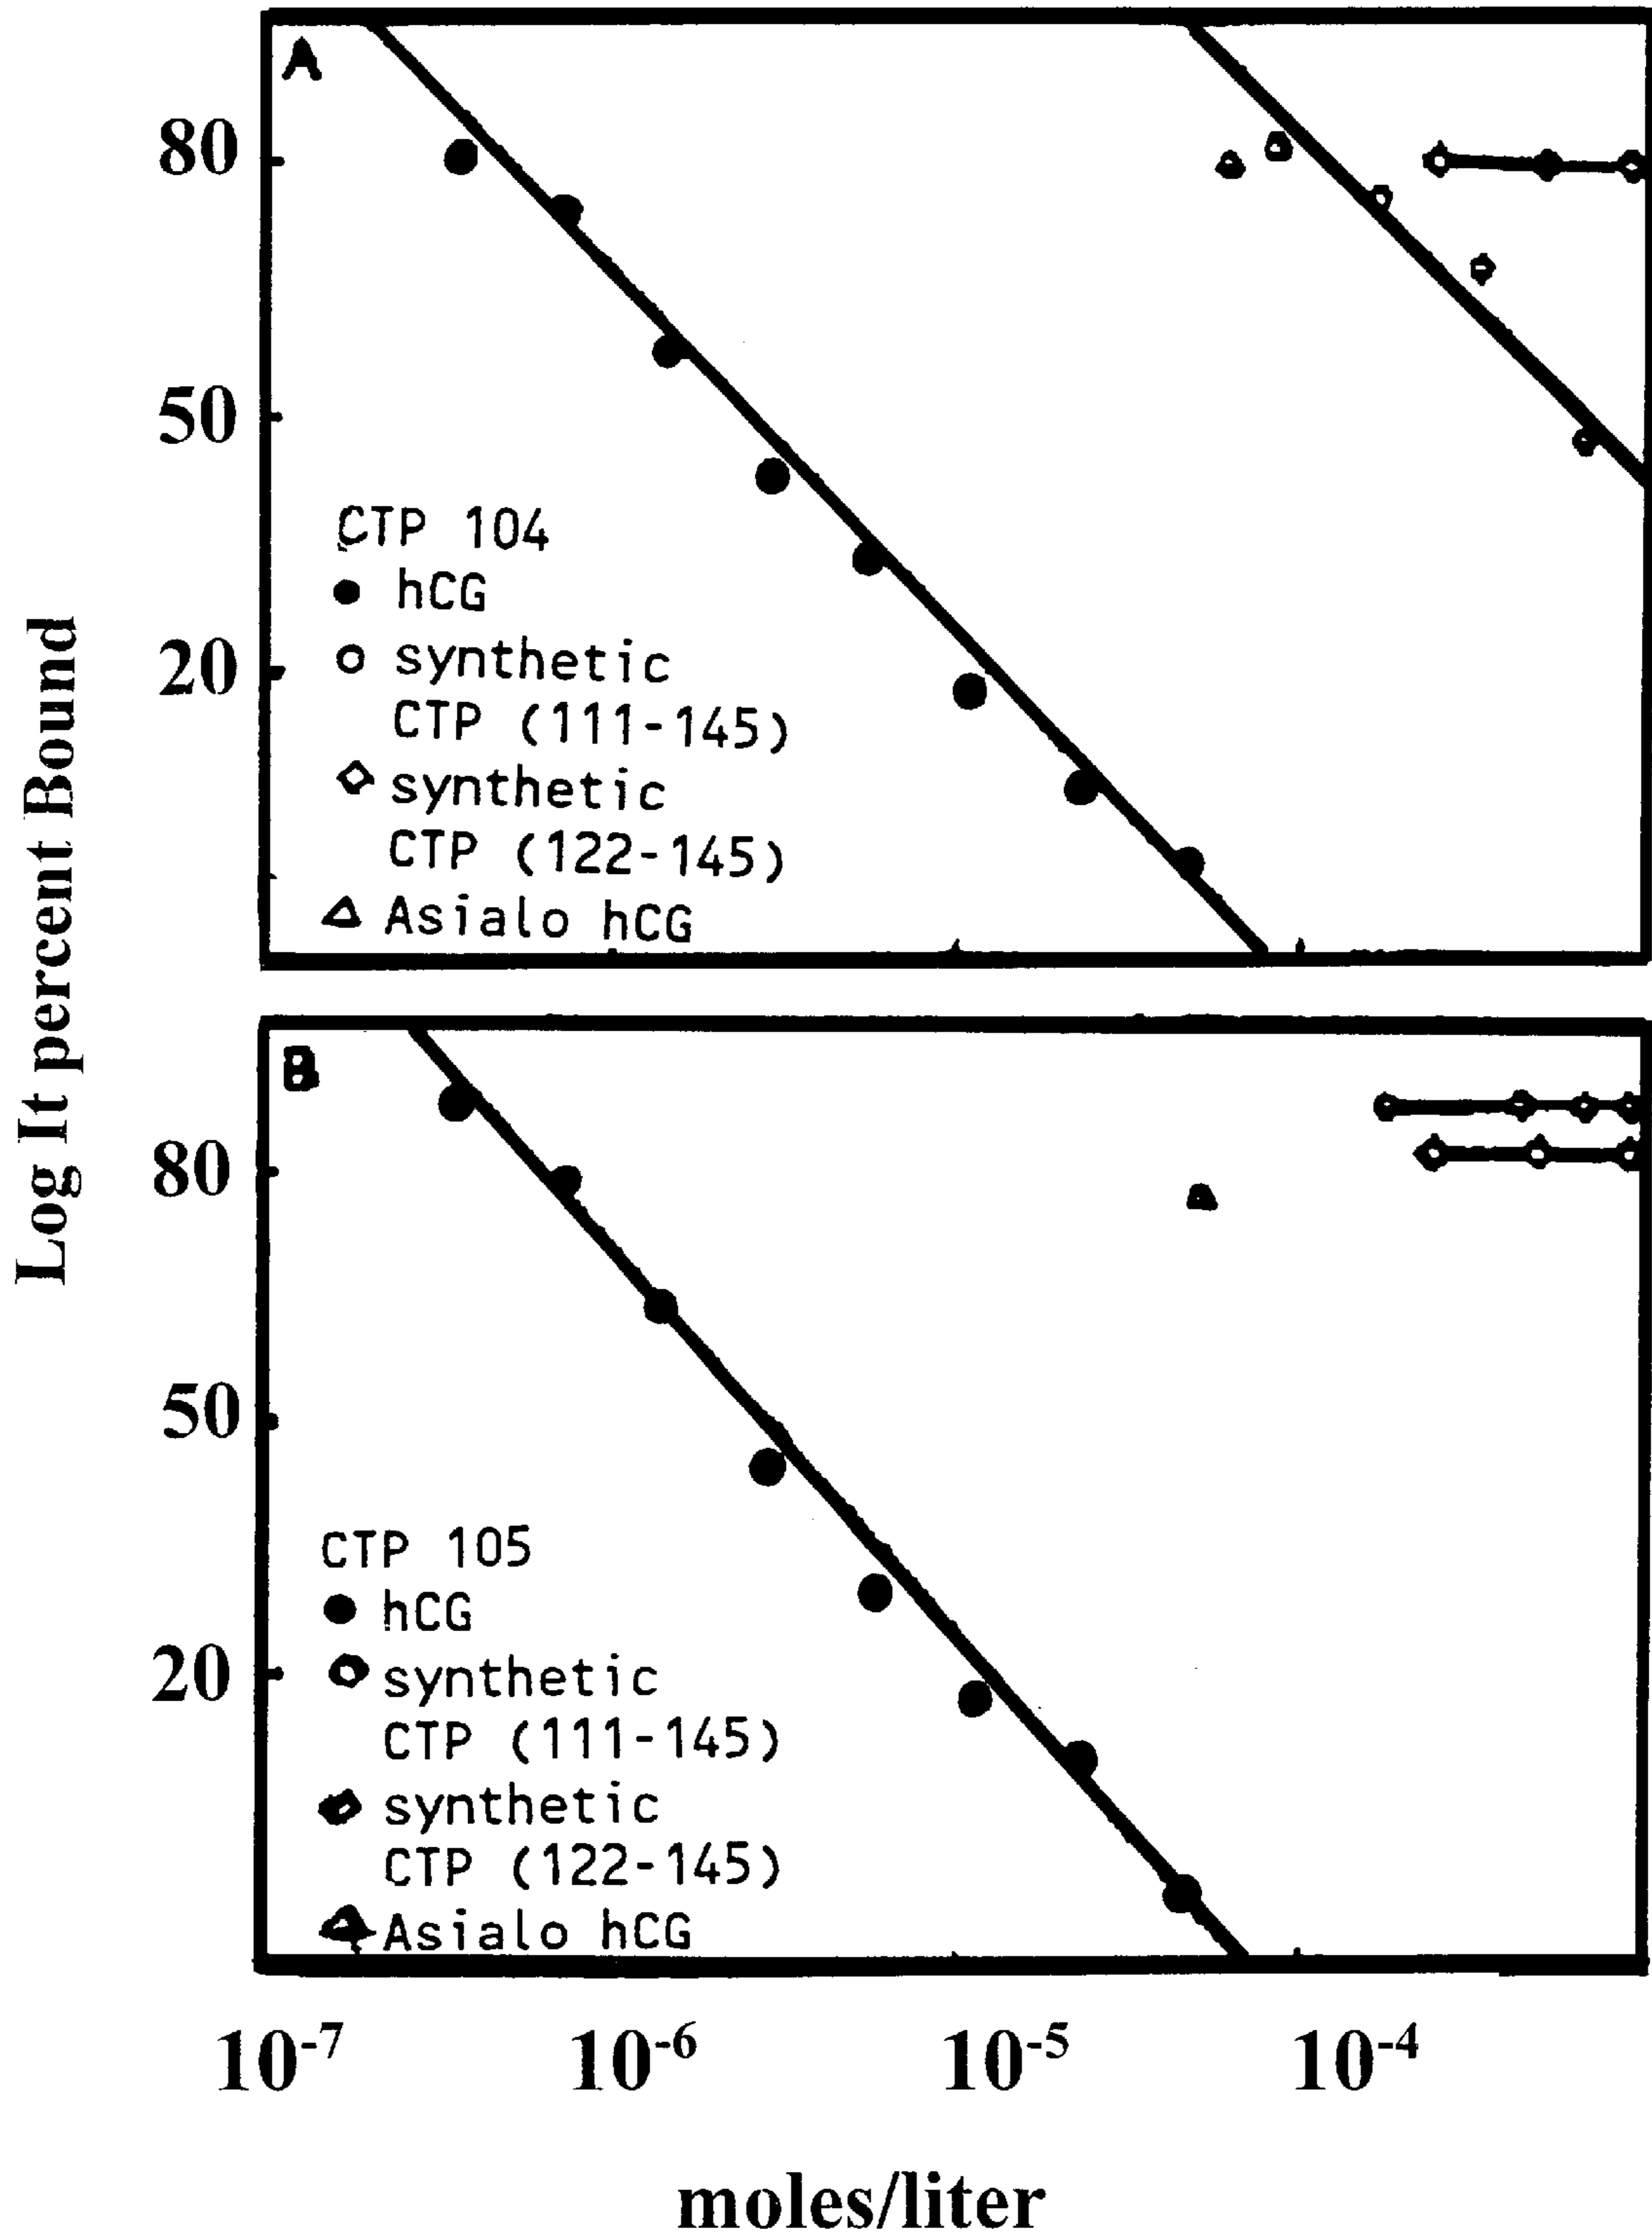 Log It percent Bound
A
80
50
20
CTP 104
● hCG
○ synthetic
CTP (111-145)
◇ synthetic
CTP (122-145)
△ Asialo hCG
B
80
50
20
CTP 105
● hCG
○ synthetic
CTP (111-145)
◇ synthetic
CTP (122-145)
△ Asialo hCG
10⁻⁷ 10⁻⁶ 10⁻⁵ 10⁻⁴
moles/liter